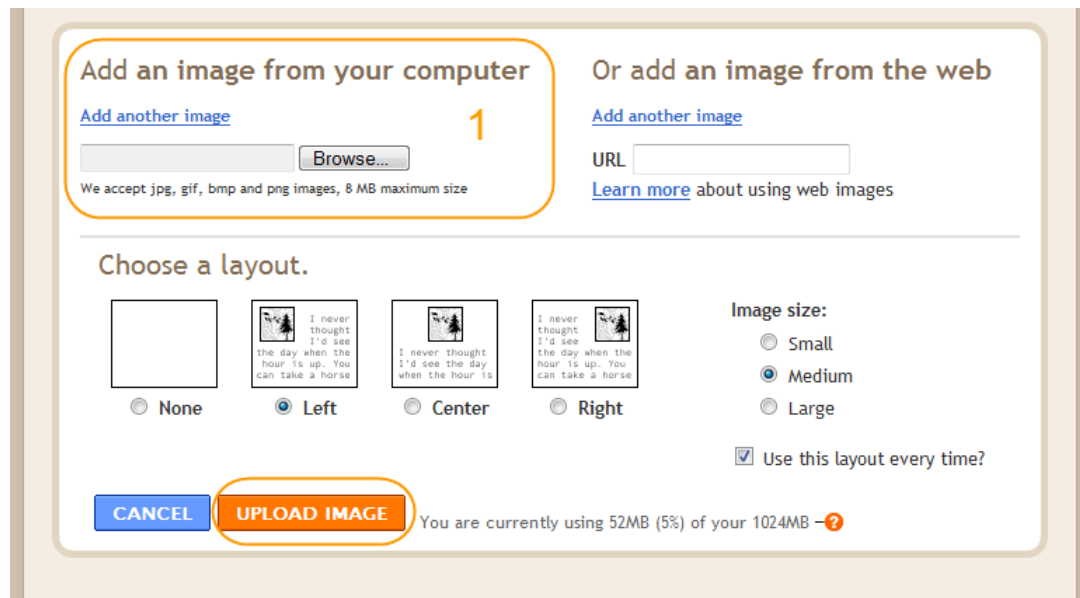 Add an image from your computer
Add another image
1
Browse...
We accept jpg, gif, bmp and png images, 8 MB maximum size
Or add an image from the web
Add another image
URL
Learn more about using web images
Choose a layout.
I never
thought
I'd see
the day when the
hour is up. You
can take a horse
I never thought
I'd see the day
when the hour is
I never
thought
I'd see
the day when the
hour is up. You
can take a horse
None
Left
Center
Right
Image size:
Small
Medium
Large
Use this layout every time?
CANCEL
UPLOAD IMAGE
You are currently using 52MB (5%) of your 1024MB –?